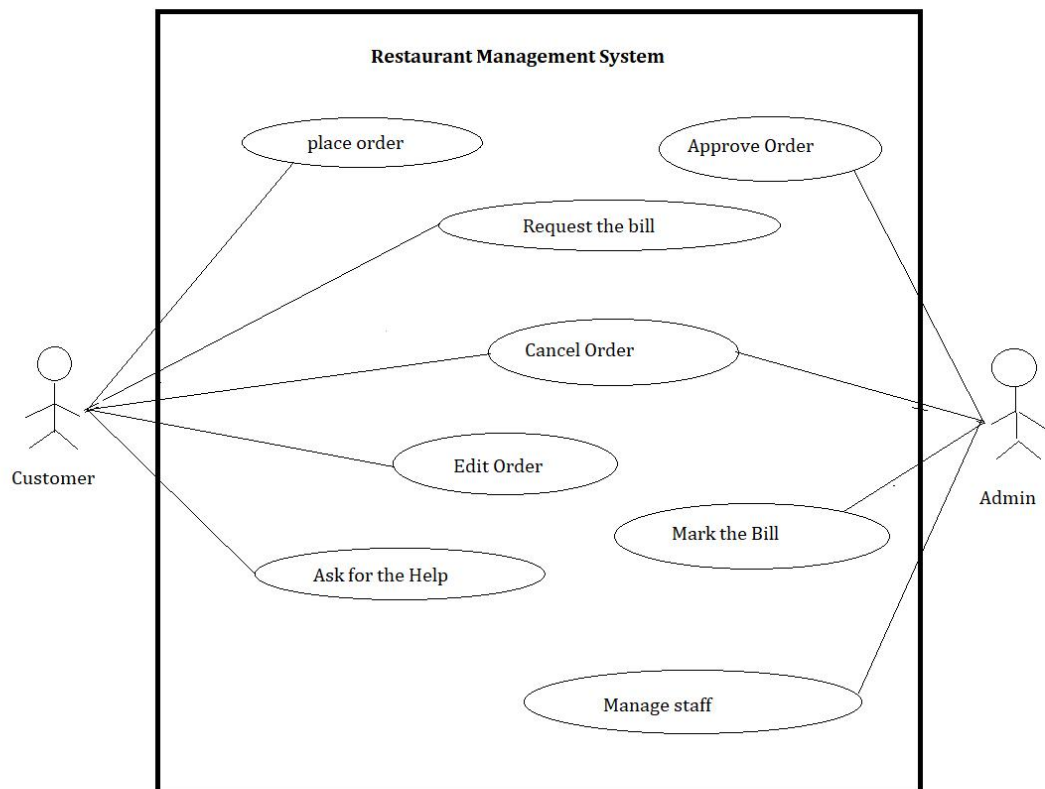 Restaurant Management System
place order
Approve Order
Request the bill
Cancel Order
Edit Order
Customer
Admin
Mark the Bill
Ask for the Help
Manage staff